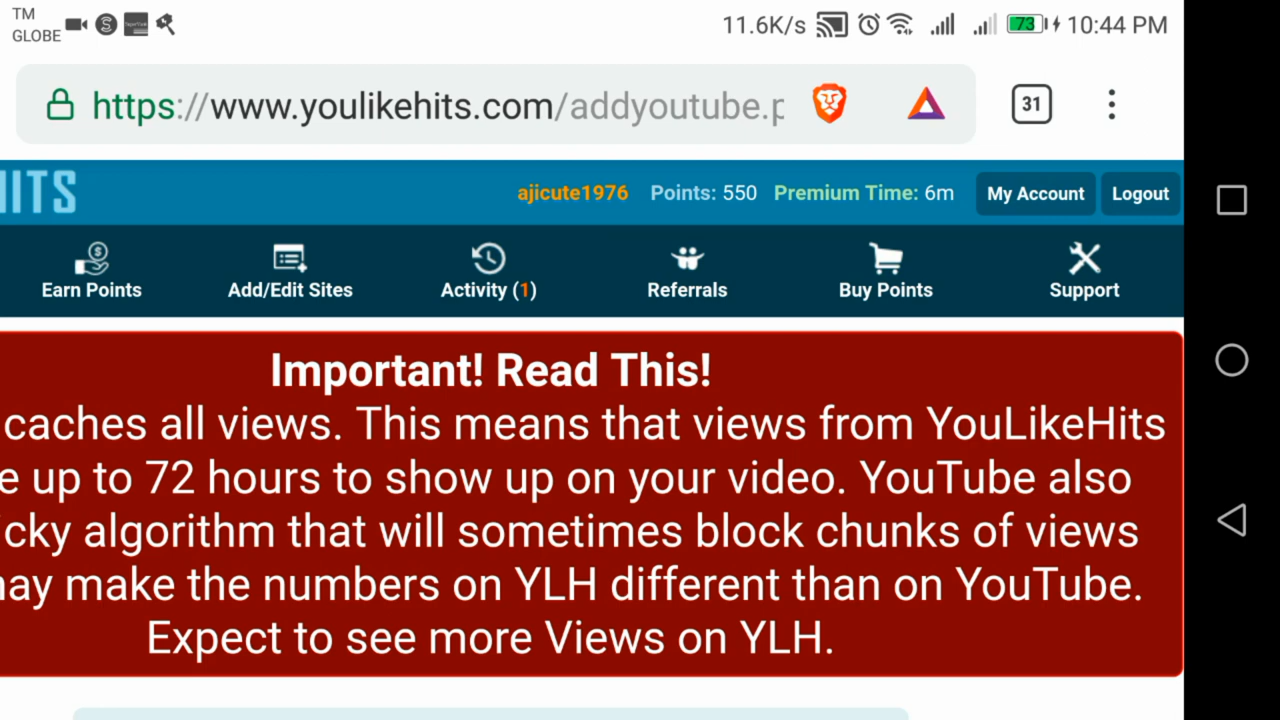 TM
GLOBE
11.6K/s 73 10:44 PM
https://www.youlikehits.com/addyoutube.p
31
HITS
ajicute1976 Points: 550 Premium Time: 6m My Account Logout
Earn Points Add/Edit Sites Activity (1) Referrals Buy Points Support
Important! Read This!
caches all views. This means that views from YouLikeHits
e up to 72 hours to show up on your video. YouTube also
icky algorithm that will sometimes block chunks of views
may make the numbers on YLH different than on YouTube.
Expect to see more Views on YLH.